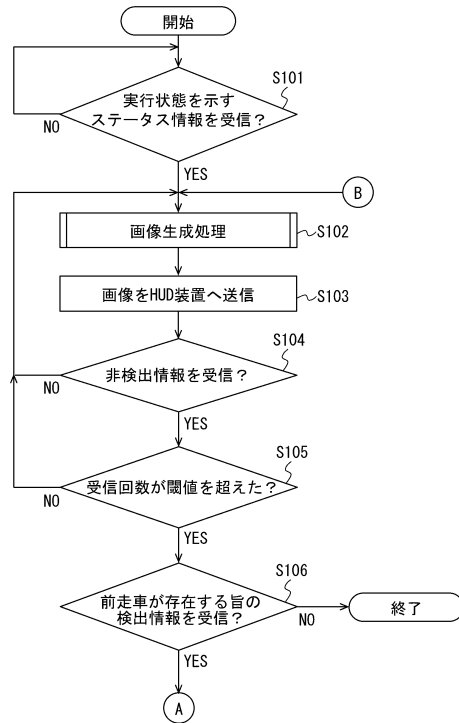 開始
S101
実行状態を示す
ステータス情報を受信？
NO
YES
B
画像生成処理
S102
画像をHUD装置へ送信
S103
S104
非検出情報を受信？
NO
YES
S105
受信回数が閾値を超えた？
NO
YES
S106
前走車が存在する旨の
検出情報を受信？
NO
終了
YES
A